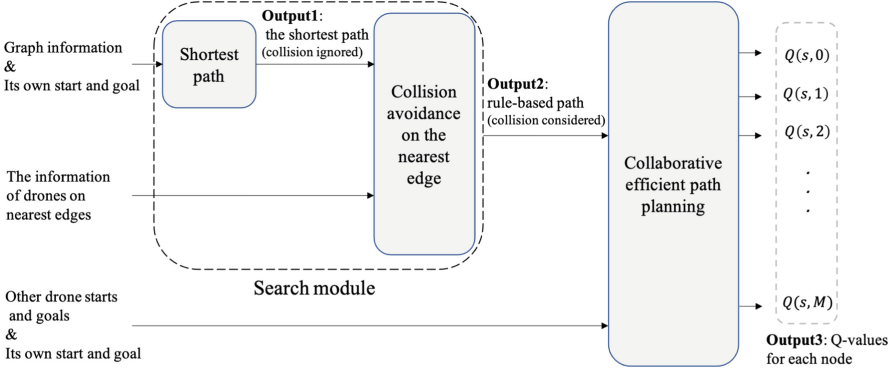 Graph information
&
Its own start and goal
Shortest
path
Output1:
the shortest path
(collision ignored)
Collision
avoidance
on the
nearest
edge
The information
of drones on
nearest edges
Search module
Output2:
rule-based path
(collision considered)
Other drone starts
and goals
&
Its own start and goal
Collaborative
efficient path
planning
Q(s,0)
Q(s,1)
Q(s,2)
.
.
.
Q(s,M)
Output3: Q-values
for each node